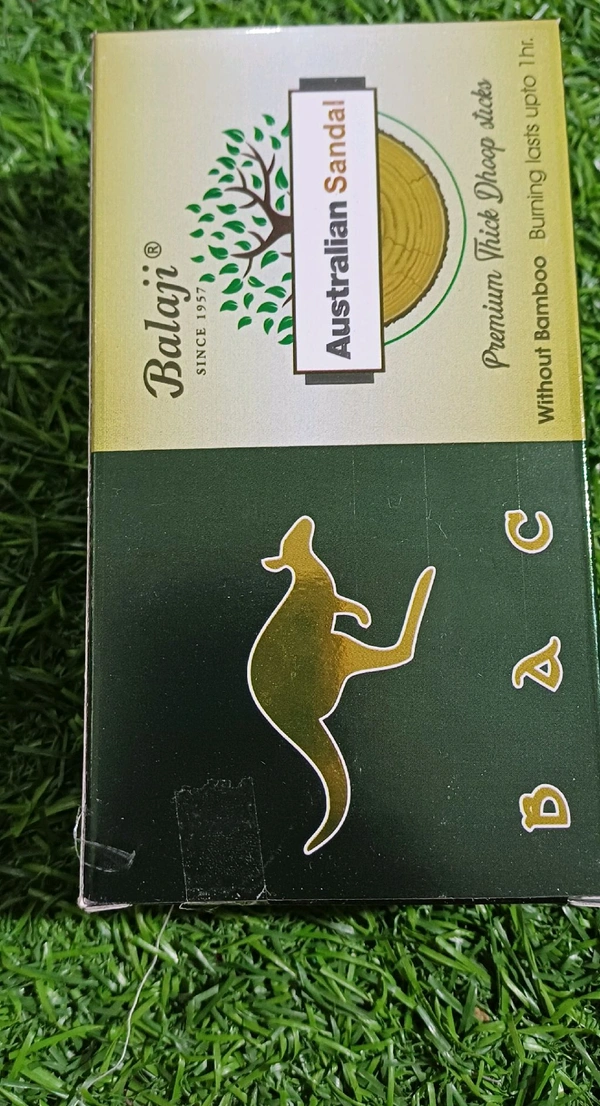 Balaji®
SINCE 1957
Australian Sandal
Premium Thick Dhoop sticks
Without Bamboo Burning lasts upto 1hr.
B A C